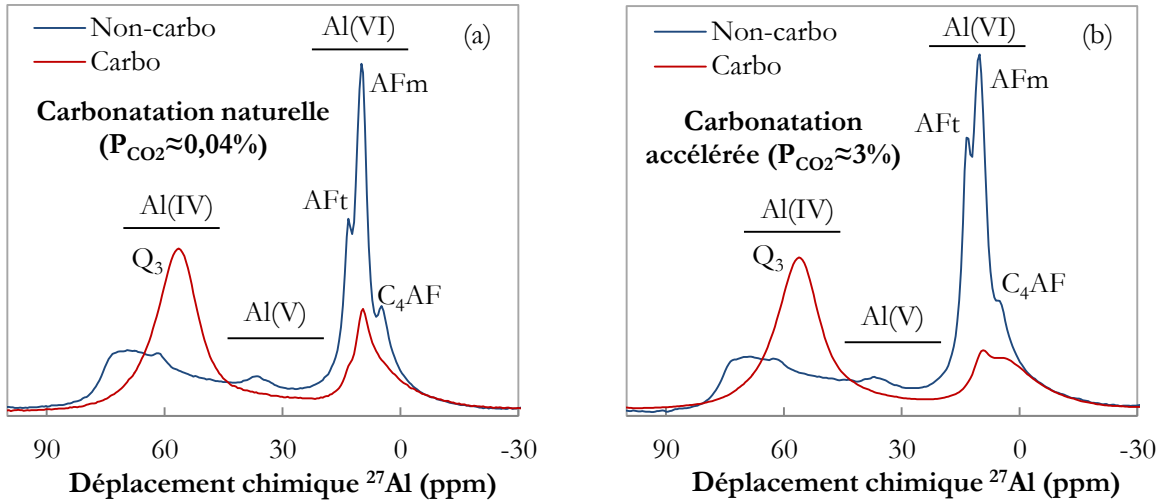 Non-carbo
Carbo
Al(VI)
(a)
AFm
Carbonatation naturelle
(P_CO2≈0,04%)
AFt
Al(IV)
Q3
C4AF
Al(V)
90 60 30 0 -30
Déplacement chimique 27Al (ppm)
Non-carbo
Carbo
Al(VI)
(b)
AFm
Carbonatation
accélérée (P_CO2≈3%)
AFt
Al(IV)
Q3
C4AF
Al(V)
90 60 30 0 -30
Déplacement chimique 27Al (ppm)